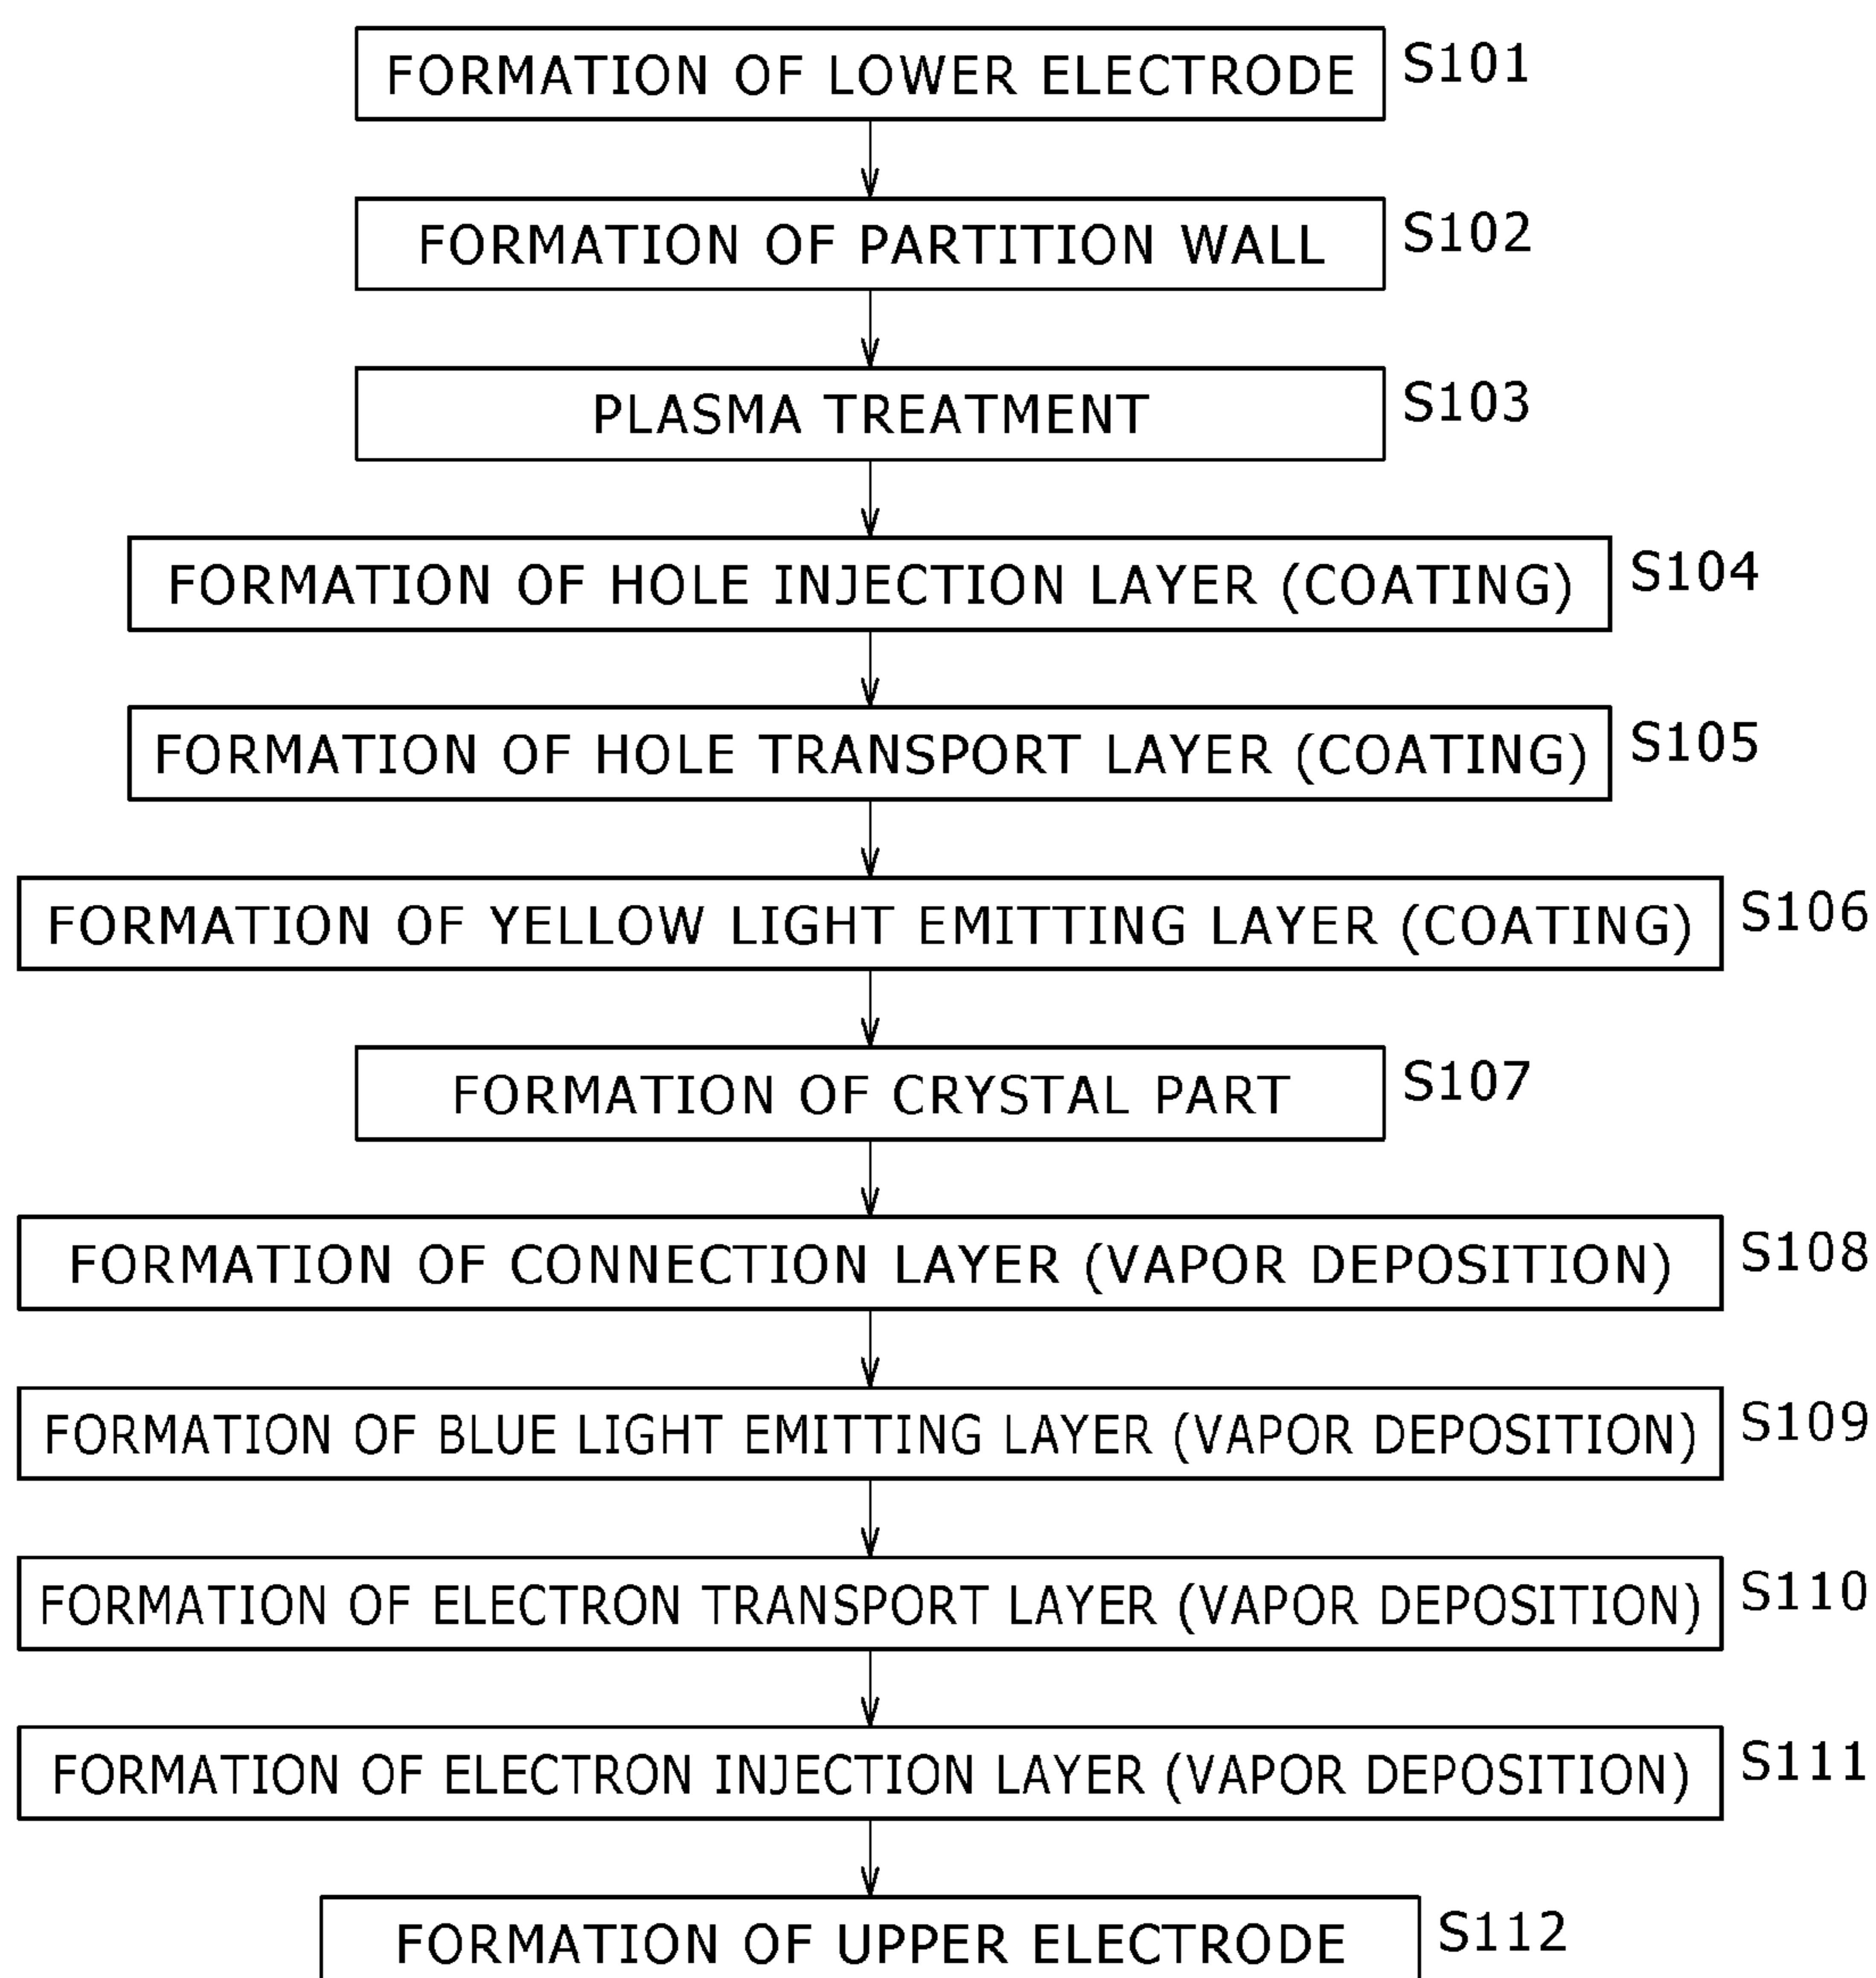 FORMATION OF LOWER ELECTRODE S101
FORMATION OF PARTITION WALL S102
PLASMA TREATMENT S103
FORMATION OF HOLE INJECTION LAYER (COATING) S104
FORMATION OF HOLE TRANSPORT LAYER (COATING) S105
FORMATION OF YELLOW LIGHT EMITTING LAYER (COATING) S106
FORMATION OF CRYSTAL PART S107
FORMATION OF CONNECTION LAYER (VAPOR DEPOSITION) S108
FORMATION OF BLUE LIGHT EMITTING LAYER (VAPOR DEPOSITION) S109
FORMATION OF ELECTRON TRANSPORT LAYER (VAPOR DEPOSITION) S110
FORMATION OF ELECTRON INJECTION LAYER (VAPOR DEPOSITION) S111
FORMATION OF UPPER ELECTRODE S112